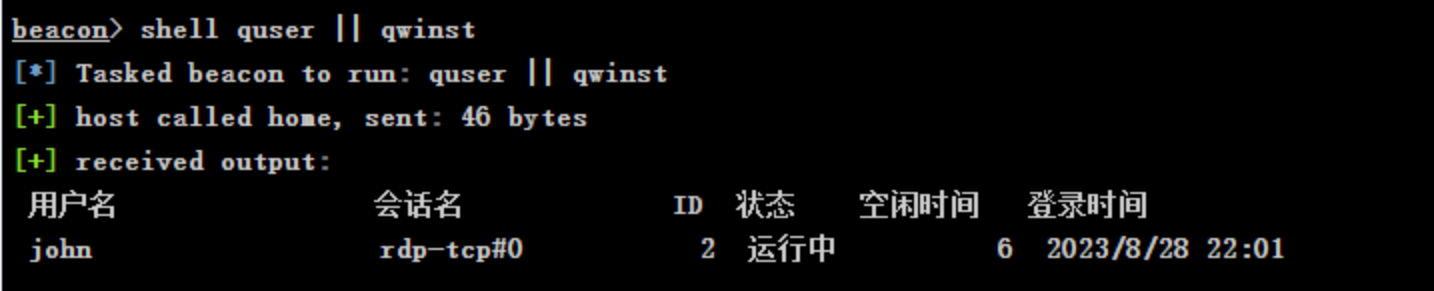 beacon> shell quser || qwinst
[*] Tasked beacon to run: quser || qwinst
[+] host called home, sent: 46 bytes
[+] received output:
用户名 会话名 ID 状态 空闲时间 登录时间
john rdp-tcp#0 2 运行中 6 2023/8/28 22:01